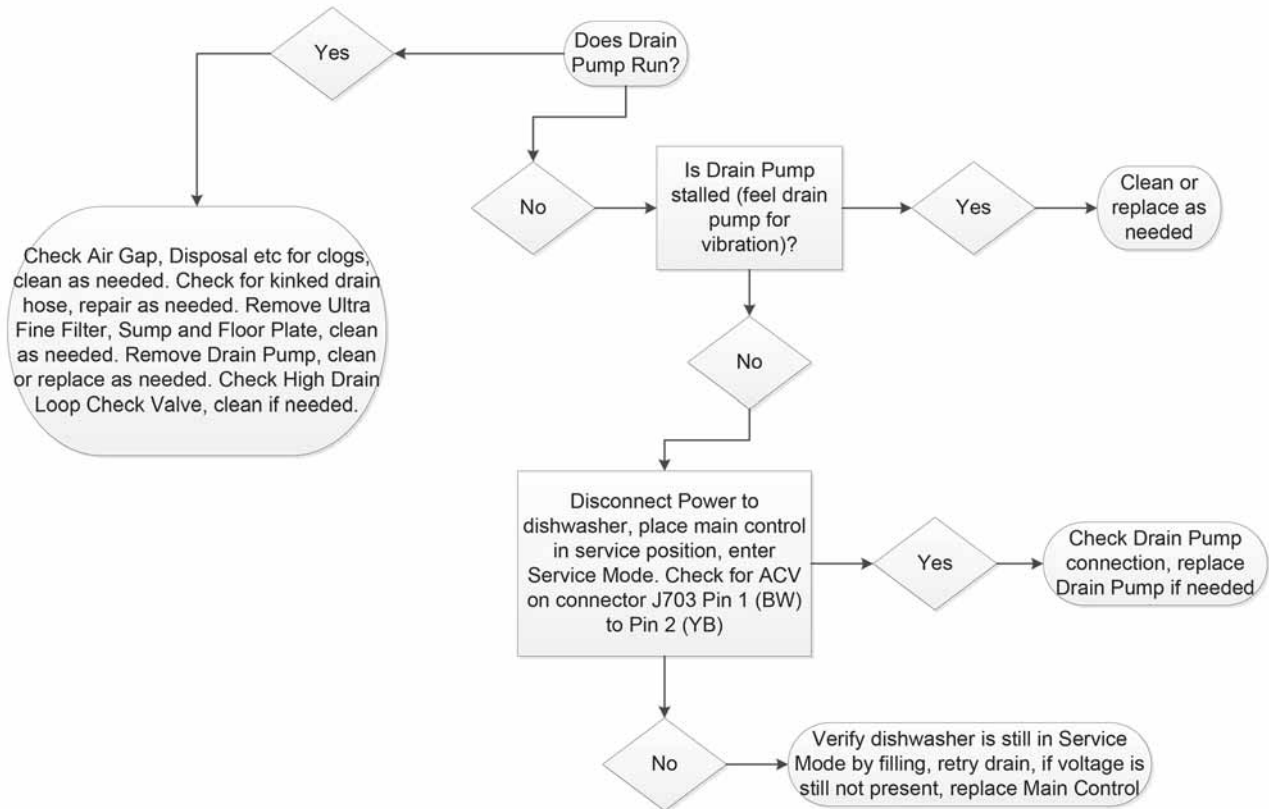 Does Drain
Pump Run?
Yes
Check Air Gap, Disposal etc for clogs,
clean as needed. Check for kinked drain
hose, repair as needed. Remove Ultra
Fine Filter, Sump and Floor Plate, clean
as needed. Remove Drain Pump, clean
or replace as needed. Check High Drain
Loop Check Valve, clean if needed.
No
Is Drain Pump
stalled (feel drain
pump for
vibration)?
Yes
Clean or
replace as
needed
No
Disconnect Power to
dishwasher, place main control
in service position, enter
Service Mode. Check for ACV
on connector J703 Pin 1 (BW)
to Pin 2 (YB)
Yes
Check Drain Pump
connection, replace
Drain Pump if needed
No
Verify dishwasher is still in Service
Mode by filling, retry drain, if voltage is
still not present, replace Main Control